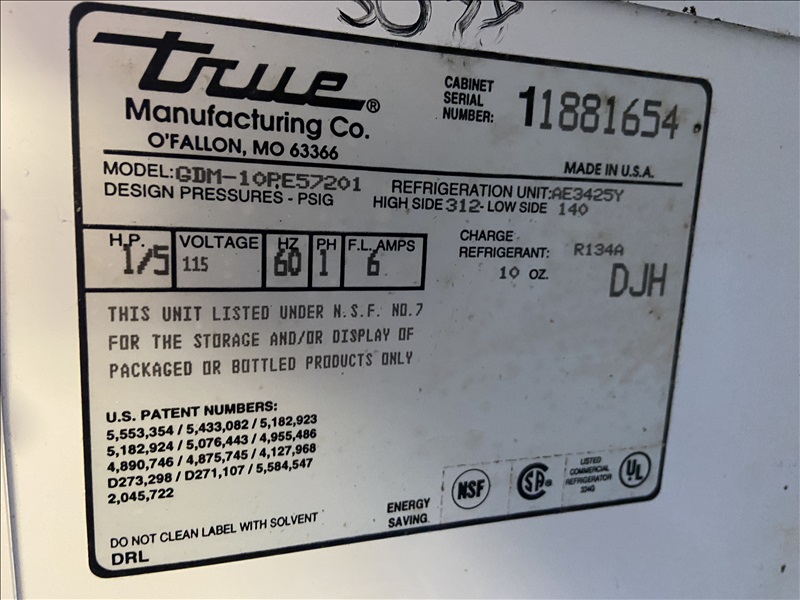 true®
Manufacturing Co.
O'FALLON, MO 63366
CABINET
SERIAL
NUMBER: 11881654
MADE IN U.S.A.
MODEL: GDM-10PE57201
REFRIGERATION UNIT: AE3425Y
DESIGN PRESSURES - PSIG HIGH SIDE 312- LOW SIDE 140
H.P. VOLTAGE HZ PH F.L. AMPS
1/5 115 60 1 6
CHARGE
REFRIGERANT: R134A
10 OZ. DJH
THIS UNIT LISTED UNDER N.S.F. NO.7
FOR THE STORAGE AND/OR DISPLAY OF
PACKAGED OR BOTTLED PRODUCTS ONLY
U.S. PATENT NUMBERS:
5,553,354 / 5,433,082 / 5,182,923
5,182,924 / 5,076,443 / 4,955,486
4,890,746 / 4,875,745 / 4,127,968
D273,298 / D271,107 / 5,584,547
2,045,722
ENERGY
SAVING
NSF
SA
LISTED
COMMERCIAL
REFRIGERATOR
334G
UL
DO NOT CLEAN LABEL WITH SOLVENT
DRL